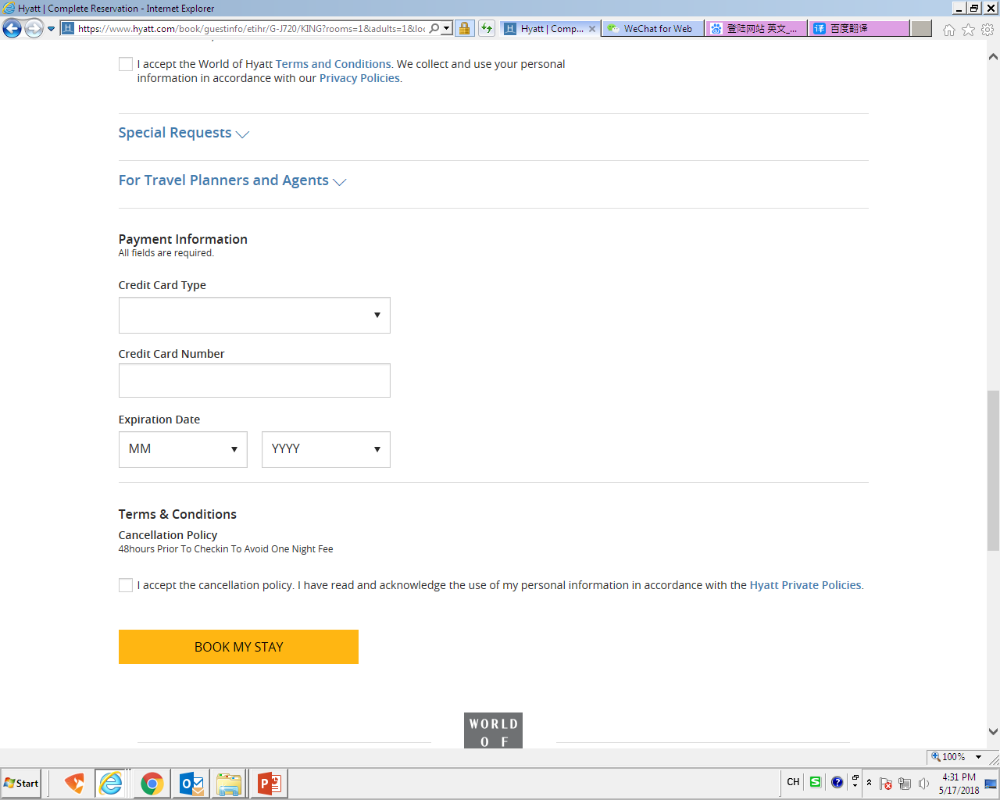 Hyatt | Complete Reservation - Internet Explorer
https://www.hyatt.com/book/guestinfo/etihr/G-J720/KING?rooms=1&adults=1&loc
Hyatt | Comp...
WeChat for Web
登陆网站 英文_...
百度翻译
I accept the World of Hyatt Terms and Conditions. We collect and use your personal
information in accordance with our Privacy Policies.
Special Requests
For Travel Planners and Agents
Payment Information
All fields are required.
Credit Card Type
Credit Card Number
Expiration Date
MM
YYYY
Terms & Conditions
Cancellation Policy
48hours Prior To Checkin To Avoid One Night Fee
I accept the cancellation policy. I have read and acknowledge the use of my personal information in accordance with the Hyatt Private Policies.
BOOK MY STAY
WORLD
OF
100%
Start
CH
4:31 PM
5/17/2018